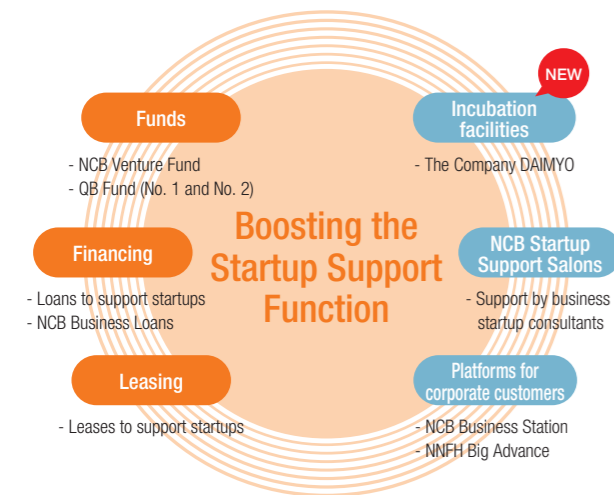 NEW
Funds
- NCB Venture Fund
- QB Fund (No. 1 and No. 2)
Incubation
facilities
- The Company DAIMYO
Boosting the
Startup Support
Function
Financing
- Loans to support startups
- NCB Business Loans
NCB Startup
Support Salons
- Support by business
startup consultants
Leasing
- Leases to support startups
Platforms for
corporate customers
- NCB Business Station
- NNFH Big Advance